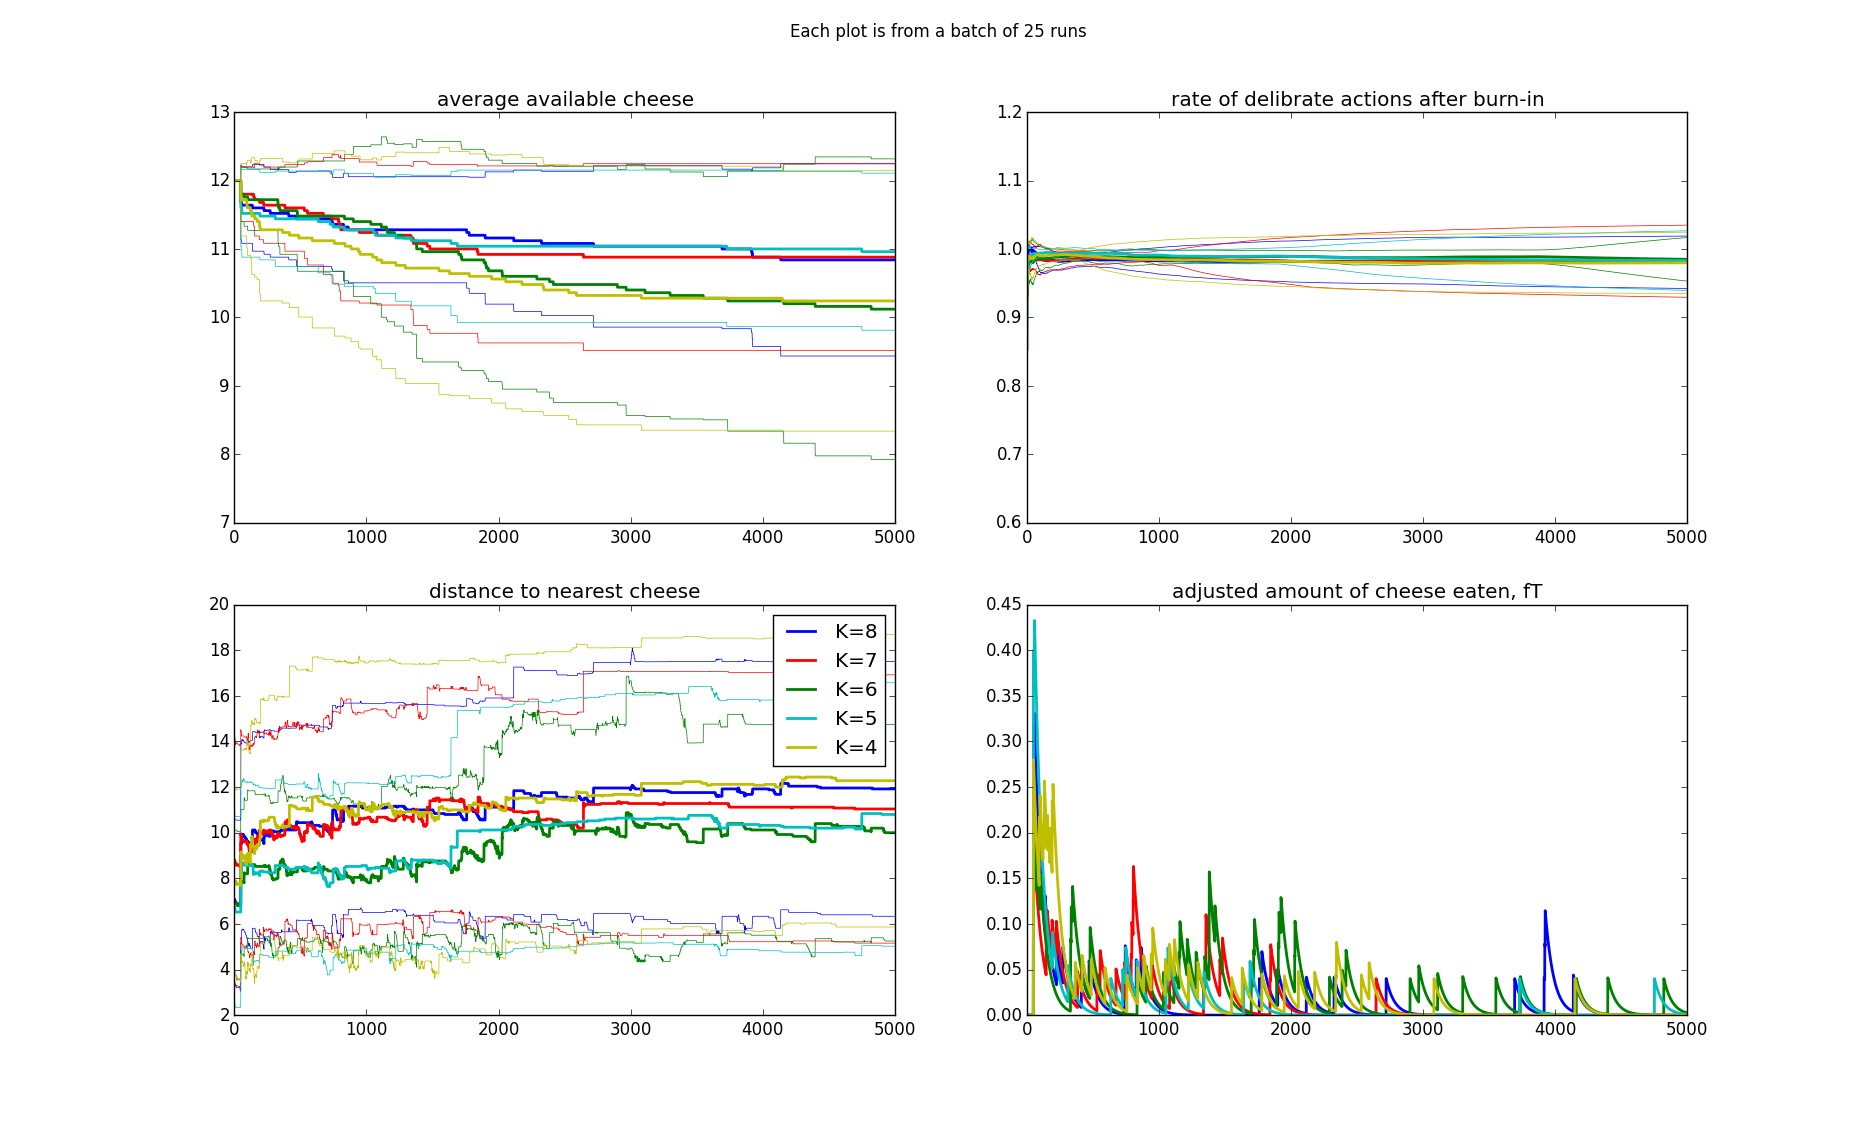 Each plot is from a batch of 25 runs
average available cheese
13
12
11
10
9
8
7
0 1000 2000 3000 4000 5000
rate of delibrate actions after burn-in
1.2
1.1
1.0
0.9
0.8
0.7
0.6
0 1000 2000 3000 4000 5000
distance to nearest cheese
20
18
16
14
12
10
8
6
4
2
0 1000 2000 3000 4000 5000
K=8
K=7
K=6
K=5
K=4
adjusted amount of cheese eaten, fT
0.45
0.40
0.35
0.30
0.25
0.20
0.15
0.10
0.05
0.00
0 1000 2000 3000 4000 5000